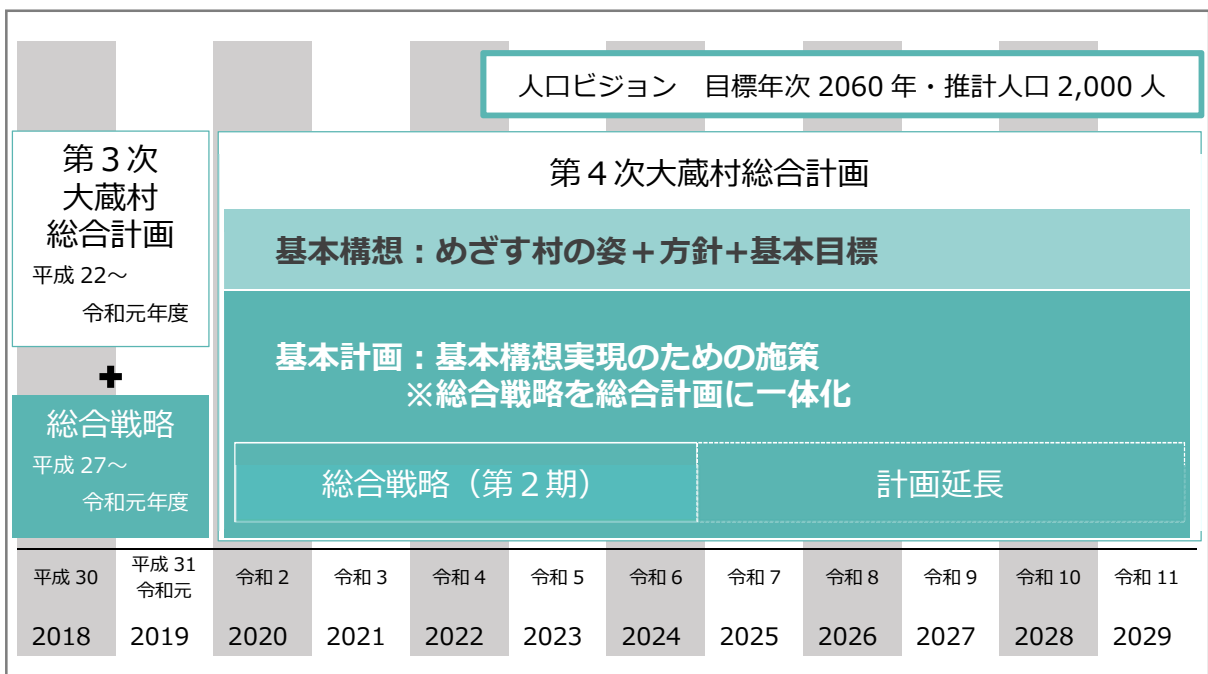 人口ビジョン　目標年次 2060 年・推計人口 2,000 人
第３次
大蔵村
総合計画
平成 22～
令和元年度
+
総合戦略
平成 27～
令和元年度
第４次大蔵村総合計画
基本構想：めざす村の姿＋方針+基本目標
基本計画：基本構想実現のための施策
※総合戦略を総合計画に一体化
総合戦略（第２期）
計画延長
平成 30 平成 31 令和元 令和 2 令和 3 令和 4 令和 5 令和 6 令和 7 令和 8 令和 9 令和 10 令和 11
2018 2019 2020 2021 2022 2023 2024 2025 2026 2027 2028 2029